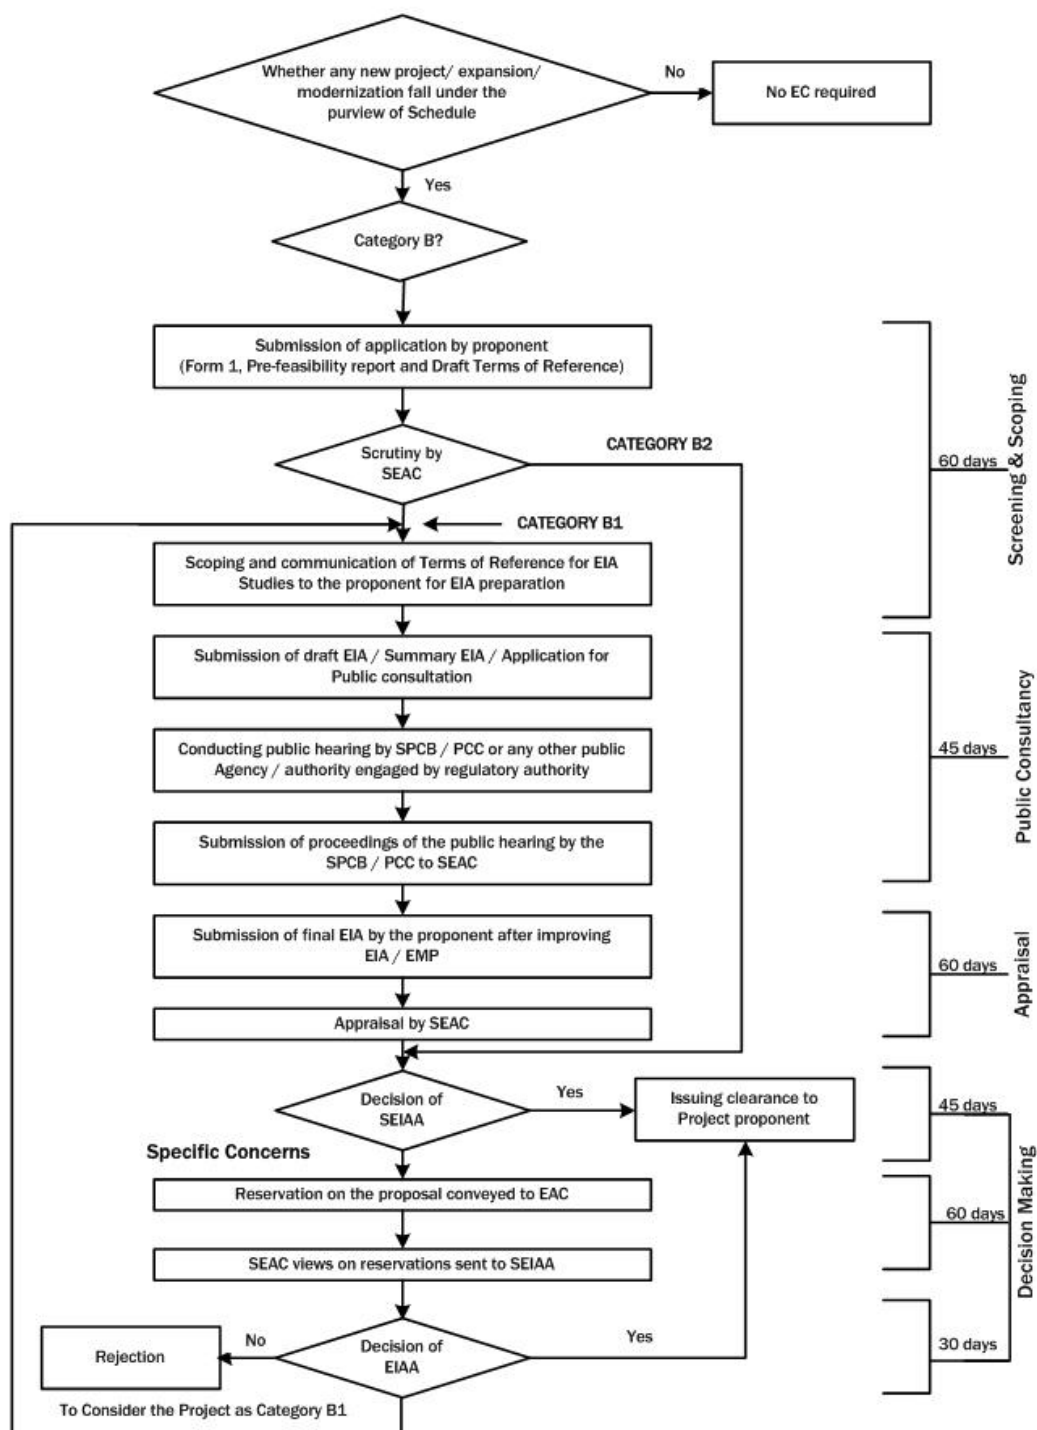 Whether any new project/ expansion/
modernization fall under the
purview of Schedule
No
No EC required
Yes
Category B?
Submission of application by proponent
(Form 1, Pre-feasibility report and Draft Terms of Reference)
Scrutiny by
SEAC
CATEGORY B2
CATEGORY B1
60 days
Screening & Scoping
Scoping and communication of Terms of Reference for EIA
Studies to the proponent for EIA preparation
Submission of draft EIA / Summary EIA / Application for
Public consultation
Conducting public hearing by SPCB / PCC or any other public
Agency / authority engaged by regulatory authority
45 days
Public Consultancy
Submission of proceedings of the public hearing by the
SPCB / PCC to SEAC
Submission of final EIA by the proponent after improving
EIA / EMP
60 days
Appraisal
Appraisal by SEAC
Decision of
SEIAA
Yes
Issuing clearance to
Project proponent
45 days
Specific Concerns
Reservation on the proposal conveyed to EAC
60 days
Decision Making
SEAC views on reservations sent to SEIAA
Decision of
EIAA
No
Rejection
Yes
30 days
To Consider the Project as Category B1